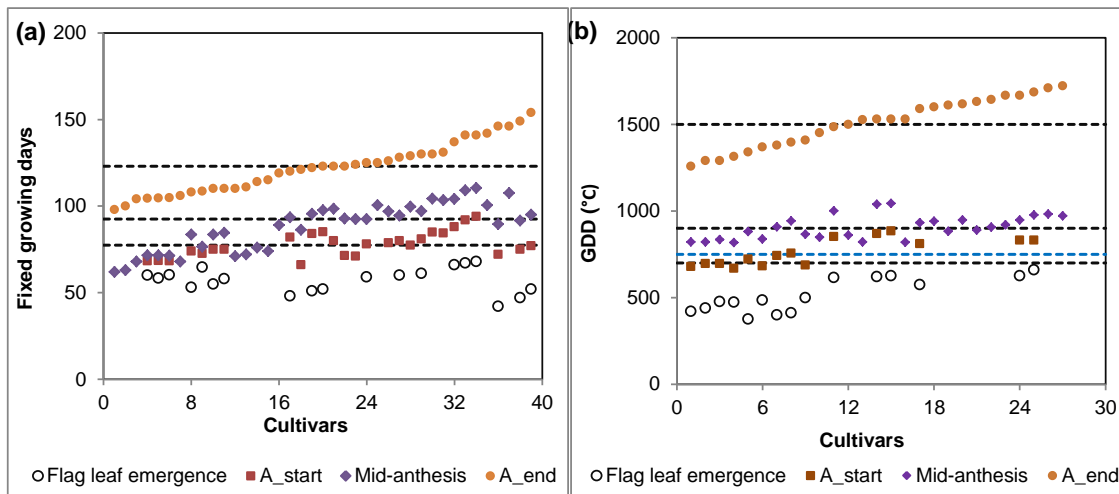 (a)
200
150
100
50
0
Fixed growing days
0 8 16 24 32 40
Cultivars
Flag leaf emergence A_start Mid-anthesis A_end
(b)
2000
1500
1000
500
0
GDD (°C)
0 6 12 18 24 30
Cultivars
Flag leaf emergence A_start Mid-anthesis A_end